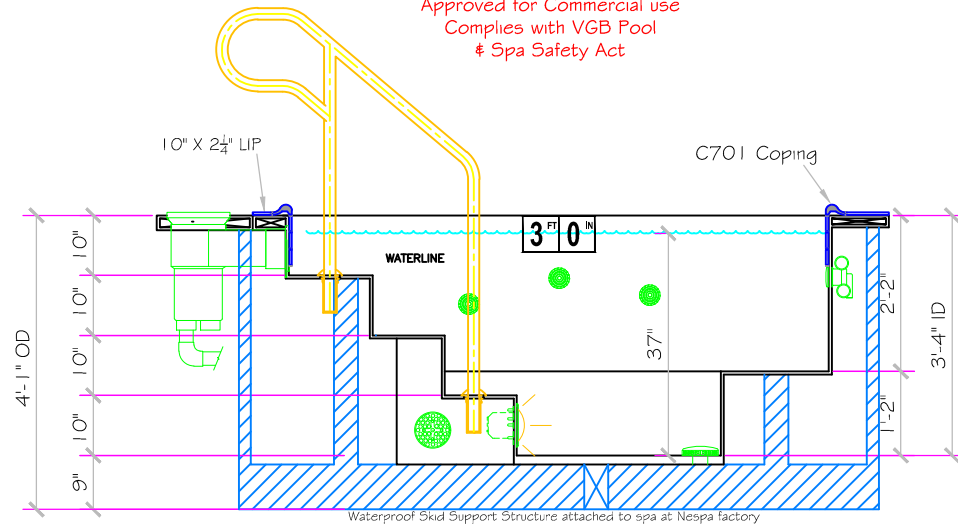 Approved for Commercial use
Complies with VGB Pool
& Spa Safety Act
10" X 2¼" LIP
C701 Coping
3 FT 0 IN
WATERLINE
10"
10"
10"
10"
9"
4'-1" OD
37"
2'-2"
1'-2"
3'-4" ID
Waterproof Skid Support Structure attached to spa at Nespa factory